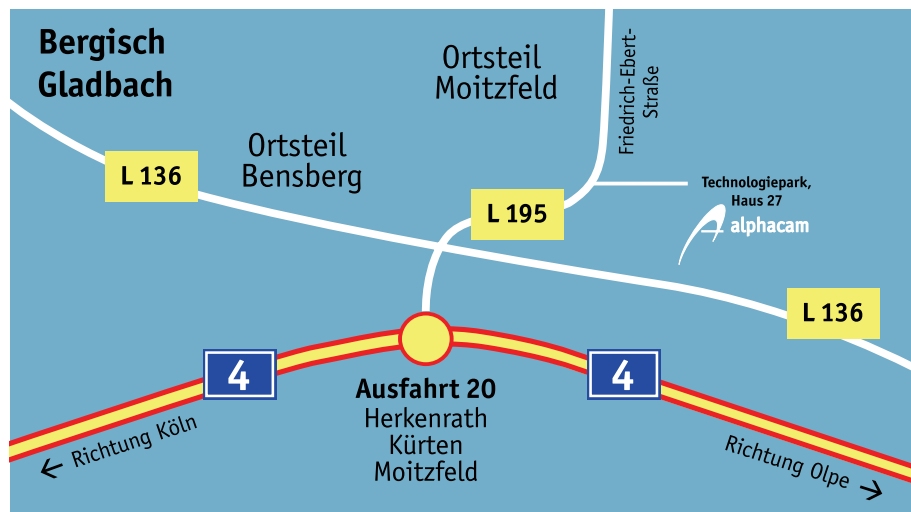 Bergisch
Gladbach
Ortsteil
Moitzfeld
Friedrich-Ebert-
Straße
Ortsteil
Bensberg
L 136
L 195
Technologiepark,
Haus 27
alphacam
L 136
4
4
Ausfahrt 20
Herkenrath
Kürten
Moitzfeld
← Richtung Köln
Richtung Olpe →